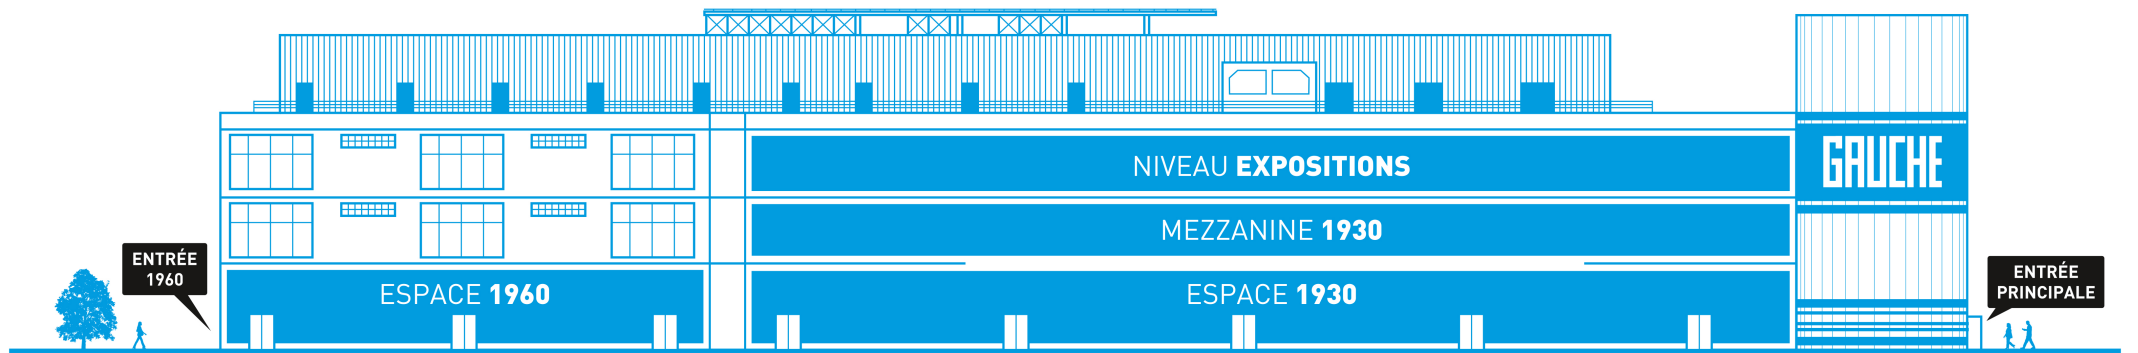 GAUCHE
NIVEAU EXPOSITIONS
MEZZANINE 1930
ENTRÉE
1960
ESPACE 1960
ESPACE 1930
ENTRÉE
PRINCIPALE